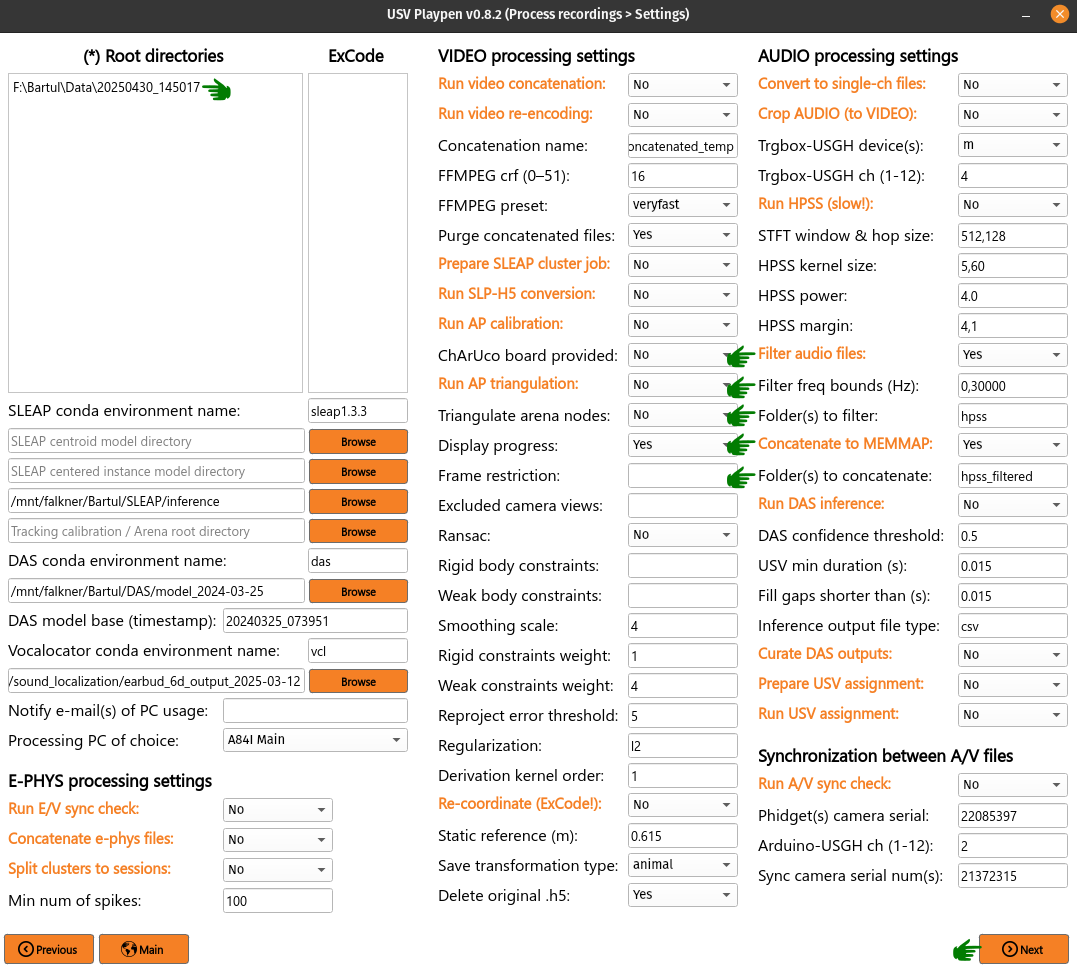 USV Playpen v0.8.2 (Process recordings > Settings)
(*) Root directories
ExCode
F:\Bartul\Data\20250430_145017
SLEAP conda environment name: sleap1.3.3
SLEAP centroid model directory Browse
SLEAP centered instance model directory Browse
/mnt/falkner/Bartul/SLEAP/inference Browse
Tracking calibration / Arena root directory Browse
DAS conda environment name: das
/mnt/falkner/Bartul/DAS/model_2024-03-25 Browse
DAS model base (timestamp): 20240325_073951
Vocalocator conda environment name: vcl
/sound_localization/earbud_6d_output_2025-03-12 Browse
Notify e-mail(s) of PC usage:
Processing PC of choice: A84I Main
E-PHYS processing settings
Run E/V sync check: No
Concatenate e-phys files: No
Split clusters to sessions: No
Min num of spikes: 100
VIDEO processing settings
Run video concatenation: No
Run video re-encoding: No
Concatenation name: oncatenated_temp
FFMPEG crf (0–51): 16
FFMPEG preset: veryfast
Purge concatenated files: Yes
Prepare SLEAP cluster job: No
Run SLP-H5 conversion: No
Run AP calibration: No
ChArUco board provided: No
Run AP triangulation: No
Triangulate arena nodes: No
Display progress: Yes
Frame restriction:
Excluded camera views:
Ransac: No
Rigid body constraints:
Weak body constraints:
Smoothing scale: 4
Rigid constraints weight: 1
Weak constraints weight: 4
Reproject error threshold: 5
Regularization: l2
Derivation kernel order: 1
Re-coordinate (ExCode!): No
Static reference (m): 0.615
Save transformation type: animal
Delete original .h5: Yes
AUDIO processing settings
Convert to single-ch files: No
Crop AUDIO (to VIDEO): No
Trgbox-USGH device(s): m
Trgbox-USGH ch (1-12): 4
Run HPSS (slow!): No
STFT window & hop size: 512,128
HPSS kernel size: 5,60
HPSS power: 4.0
HPSS margin: 4,1
Filter audio files: Yes
Filter freq bounds (Hz): 0,30000
Folder(s) to filter: hpss
Concatenate to MEMMAP: Yes
Folder(s) to concatenate: hpss_filtered
Run DAS inference: No
DAS confidence threshold: 0.5
USV min duration (s): 0.015
Fill gaps shorter than (s): 0.015
Inference output file type: csv
Curate DAS outputs: No
Prepare USV assignment: No
Run USV assignment: No
Synchronization between A/V files
Run A/V sync check: No
Phidget(s) camera serial: 22085397
Arduino-USGH ch (1-12): 2
Sync camera serial num(s): 21372315
Previous
Main
Next